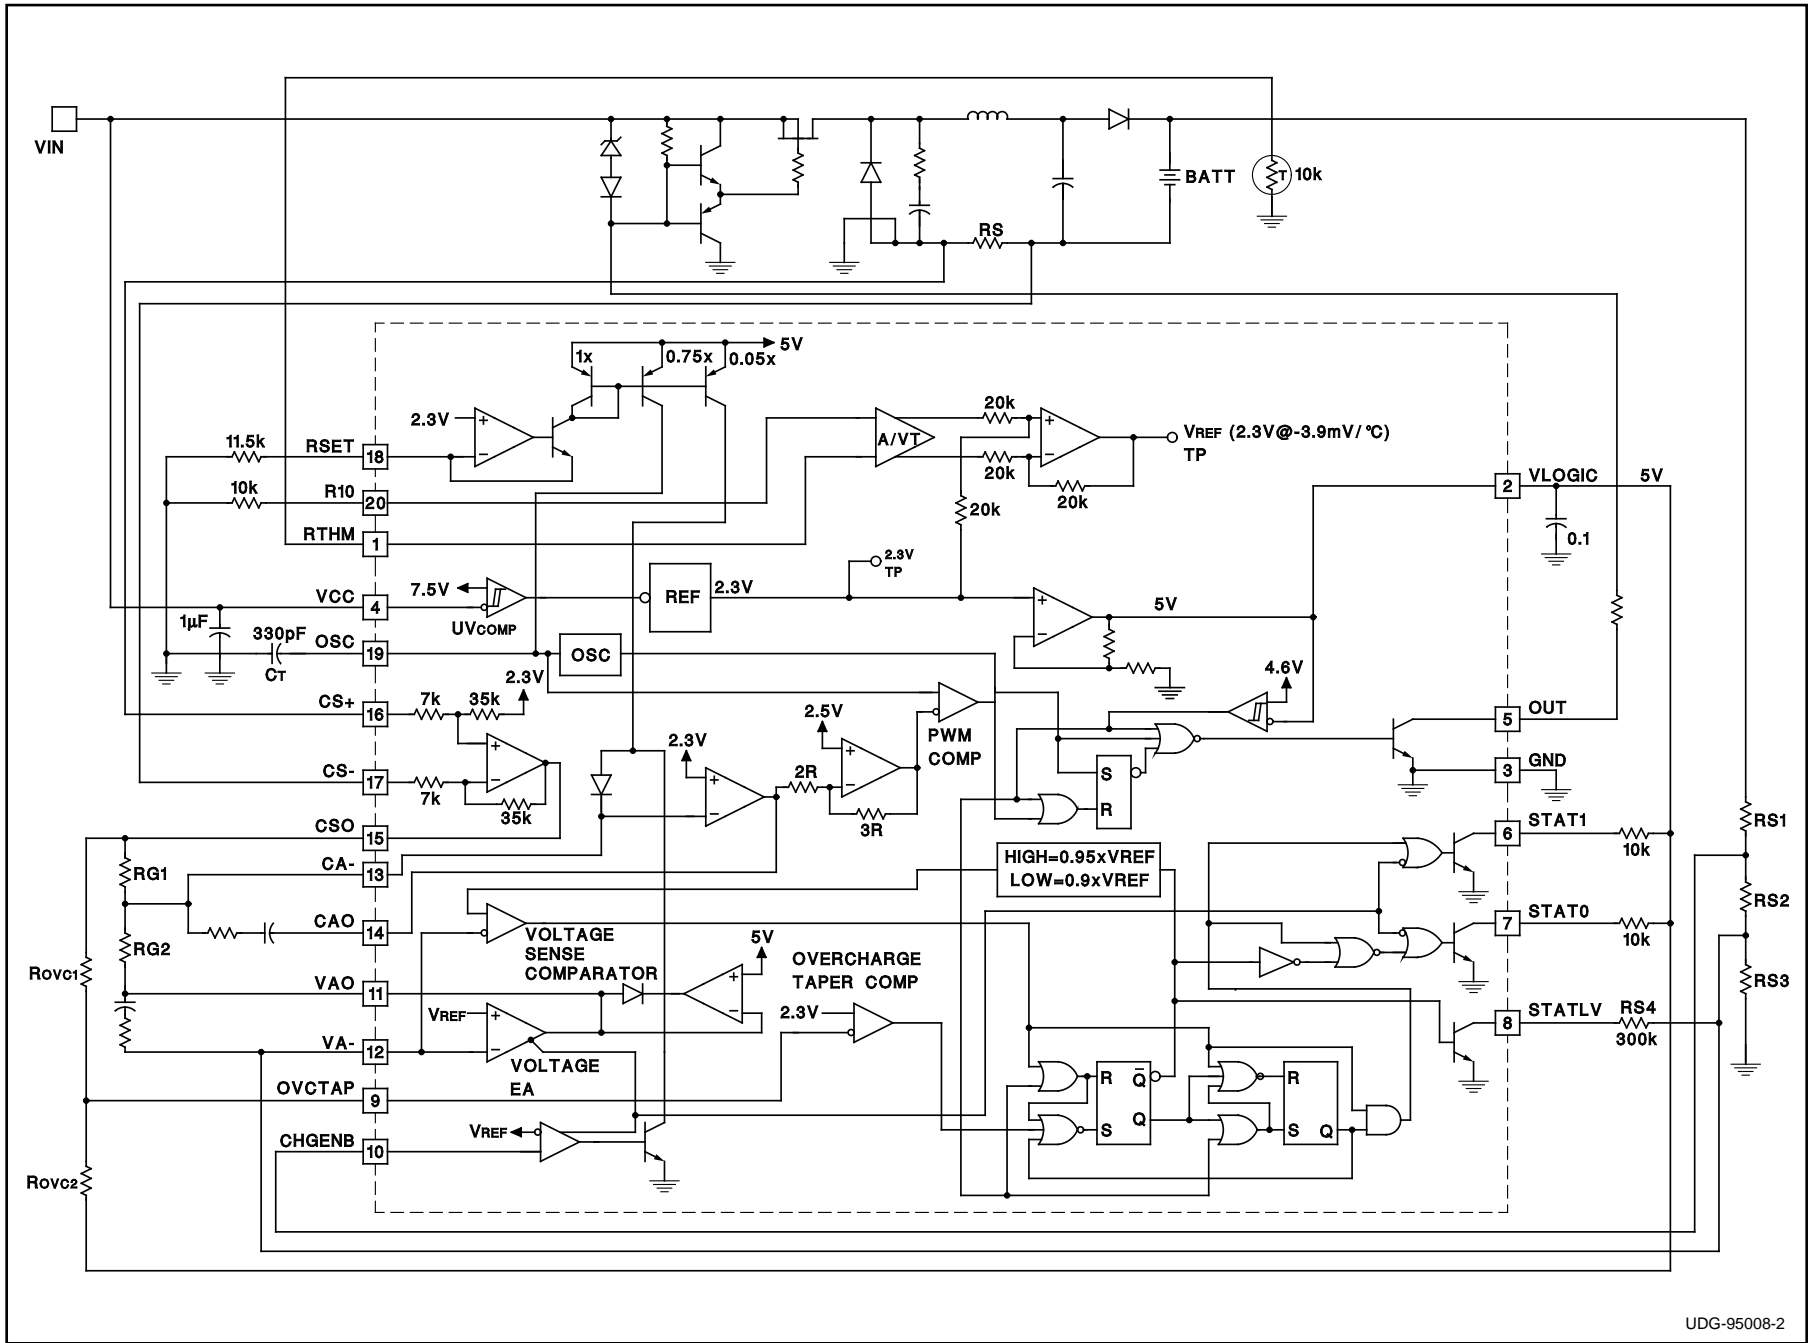 VIN
BATT
T
10k
RS
1x
0.75x
0.05x
5V
2.3V
+
−
11.5k
RSET
18
10k
R10
20
RTHM
1
A/VT
20k
20k
+
−
20k
20k
VREF (2.3V@-3.9mV/°C)
TP
2
VLOGIC
5V
0.1
VCC
4
1µF
7.5V
UVCOMP
REF
2.3V
2.3V
TP
+
−
5V
330pF
CT
OSC
19
OSC
4.6V
CS+
16
7k
35k
2.3V
+
−
CS-
17
7k
35k
2.3V
+
−
2R
2.5V
+
−
3R
PWM
COMP
S
R
5
OUT
3
GND
CSO
15
RG1
CA-
13
CAO
14
RG2
HIGH=0.95xVREF
LOW=0.9xVREF
6
STAT1
10k
RS1
7
STAT0
10k
RS2
VOLTAGE
SENSE
COMPARATOR
5V
+
−
OVERCHARGE
TAPER COMP
2.3V
ROVC1
VAO
11
VREF
+
−
VOLTAGE
EA
VA-
12
8
STATLV
RS4
300k
RS3
OVCTAP
9
R
Q
Q
S
R
S
Q
CHGENB
10
VREF
ROVC2
UDG-95008-2